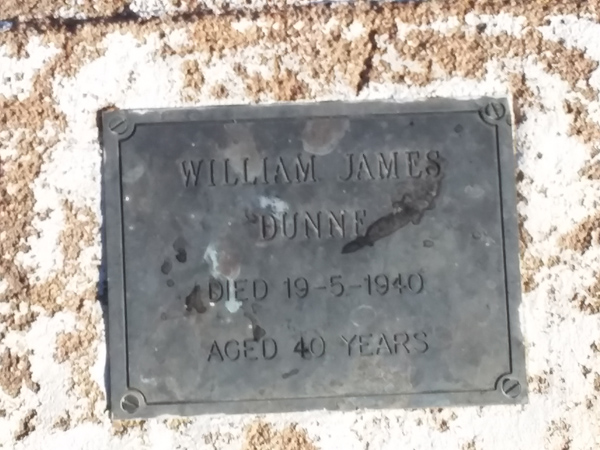 WILLIAM JAMES
DUNNE
DIED 19-5-1940
AGED 40 YEARS